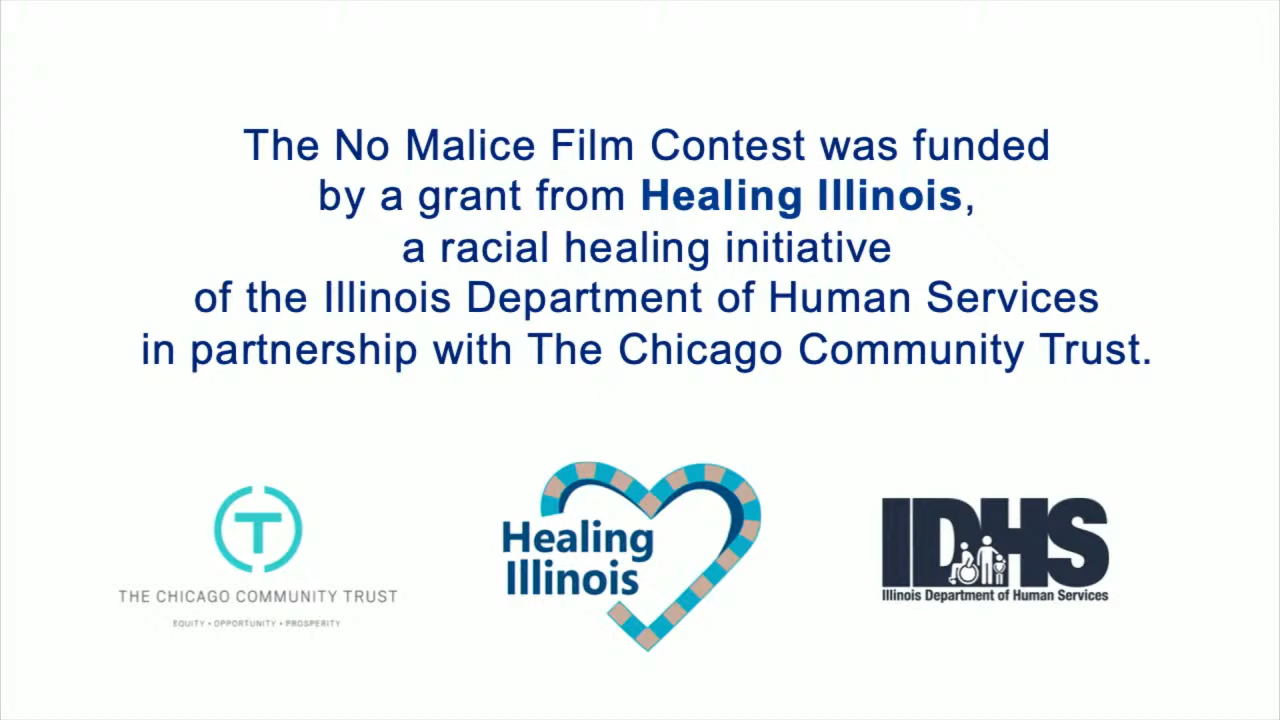 The No Malice Film Contest was funded
by a grant from Healing Illinois,
a racial healing initiative
of the Illinois Department of Human Services
in partnership with The Chicago Community Trust.
T
THE CHICAGO COMMUNITY TRUST
EQUITY • OPPORTUNITY • PROSPERITY
Healing
Illinois
IDHS
Illinois Department of Human Services